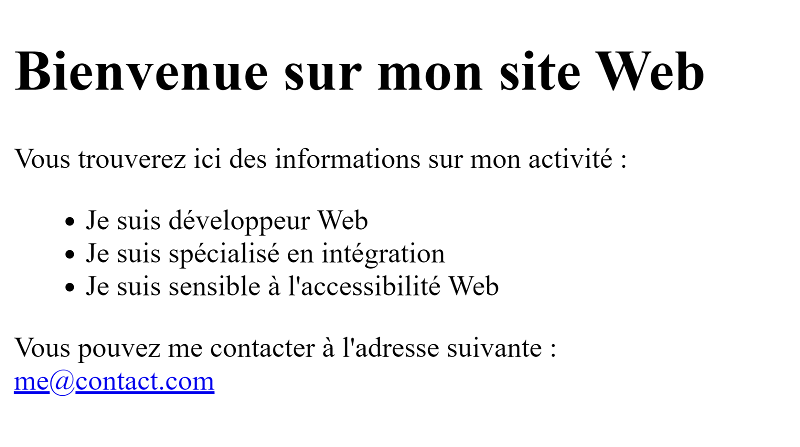 Bienvenue sur mon site Web
Vous trouverez ici des informations sur mon activité :
• Je suis développeur Web
• Je suis spécialisé en intégration
• Je suis sensible à l'accessibilité Web
Vous pouvez me contacter à l'adresse suivante :
me@contact.com